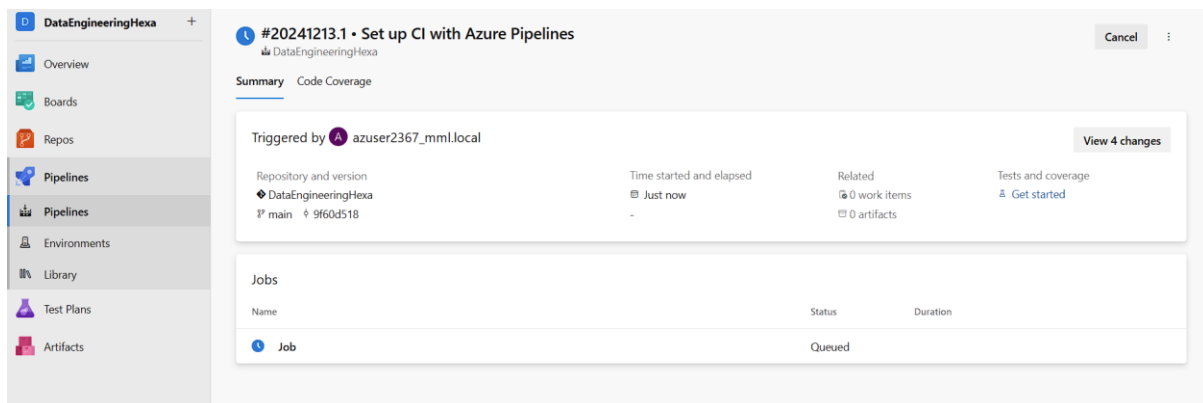 D DataEngineeringHexa +
Overview
Boards
Repos
Pipelines
Pipelines
Environments
Library
Test Plans
Artifacts
#20241213.1 • Set up CI with Azure Pipelines
DataEngineeringHexa
Cancel
Summary Code Coverage
Triggered by A azuser2367_mml.local
View 4 changes
Repository and version
DataEngineeringHexa
main 9f60d518
Time started and elapsed
Just now
-
Related
0 work items
0 artifacts
Tests and coverage
Get started
Jobs
Name Status Duration
Job Queued